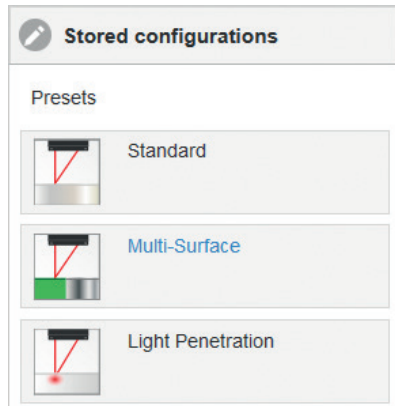 Stored configurations
Presets
Standard
Multi-Surface
Light Penetration